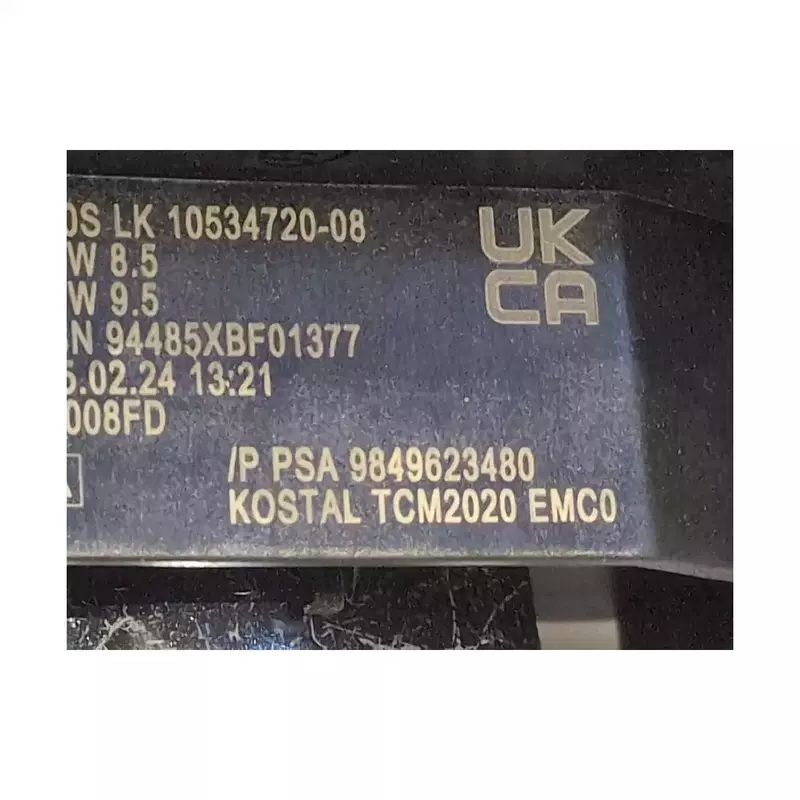 0S LK 10534720-08
W 8.5
W 9.5
N 94485XBF01377
.02.24 13:21
008FD
/P PSA 9849623480
KOSTAL TCM2020 EMC0
UK
CA